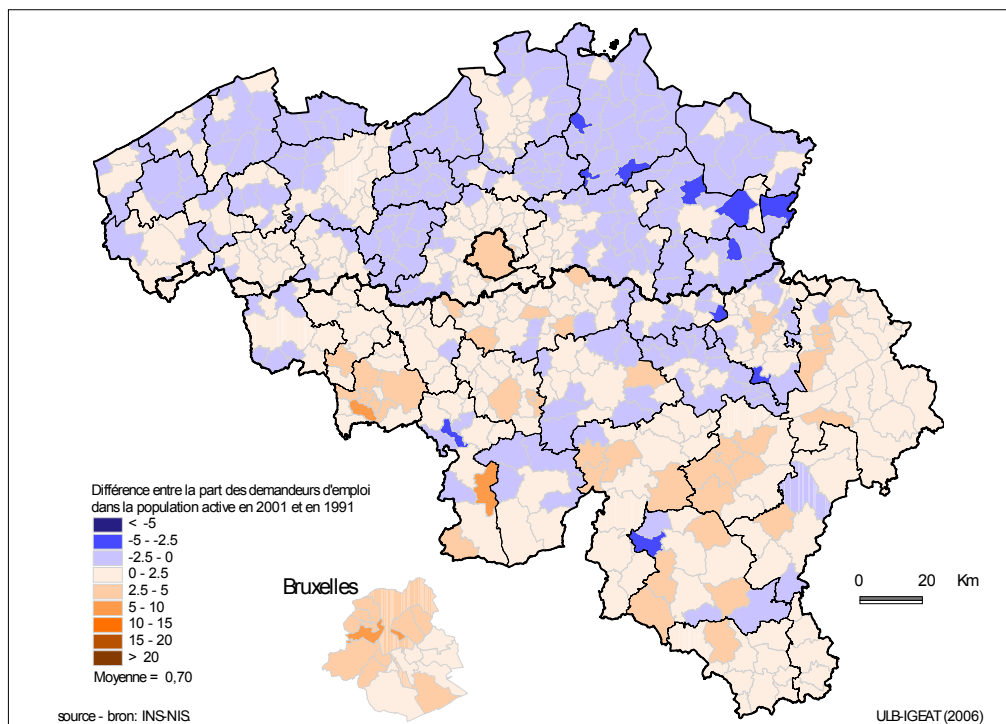 Différence entre la part des demandeurs d'emploi
dans la population active en 2001 et en 1991
< -5
-5 - -2.5
-2.5 - 0
0 - 2.5
2.5 - 5
5 - 10
10 - 15
15 - 20
> 20
Moyenne = 0,70
Bruxelles
0 20 Km
source - bron: INS-NIS.
ULB-IGEAT (2006)